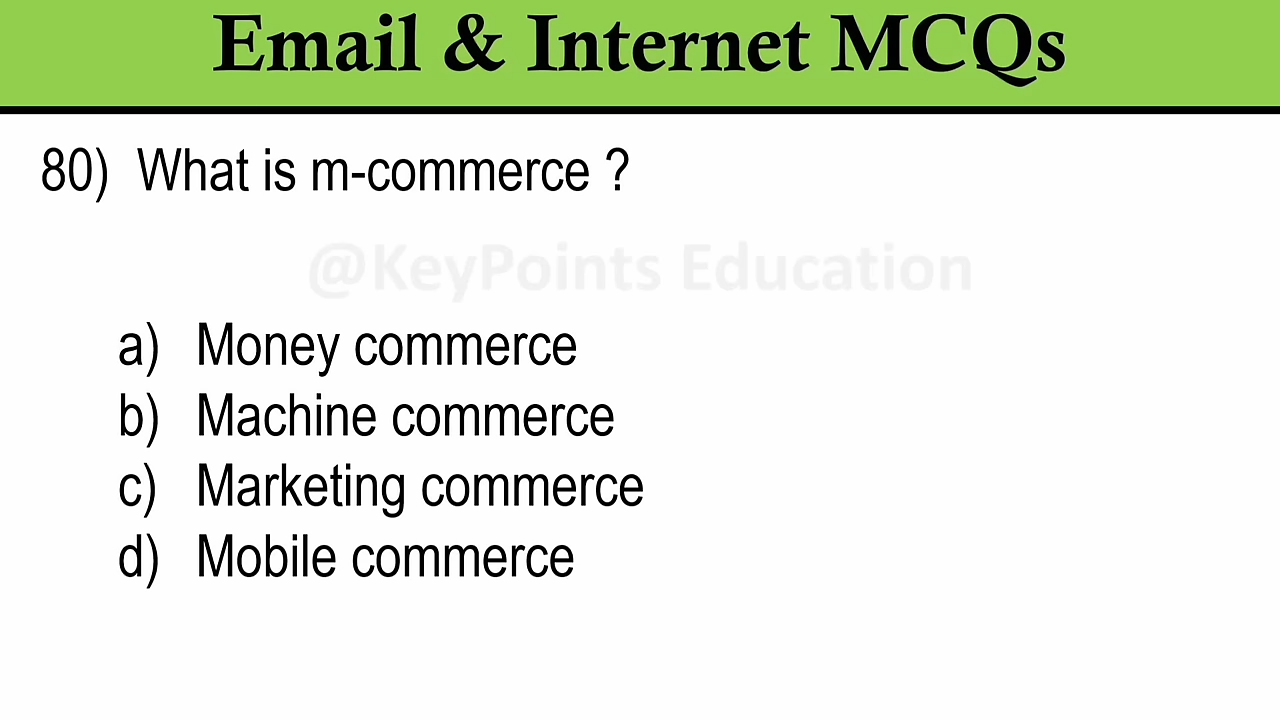 Email & Internet MCQs
80) What is m-commerce ?
@KeyPoints Education
a) Money commerce
b) Machine commerce
c) Marketing commerce
d) Mobile commerce